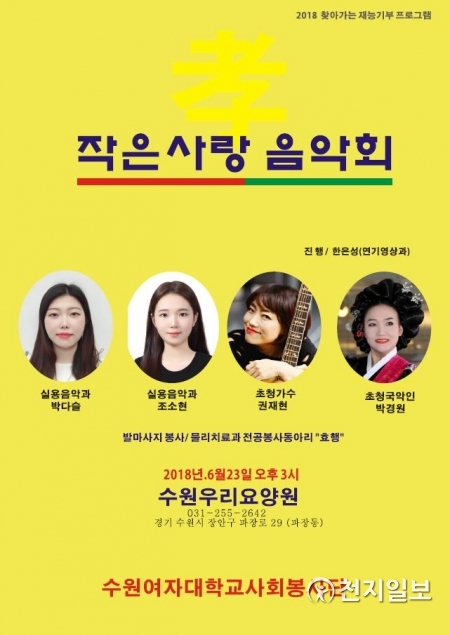 2018 찾아가는 재능기부 프로그램
孝
작은사랑 음악회
진 행 / 한은성(연기영상과)
실용음악과
박다슬
실용음악과
조소현
초청가수
권재현
초청국악인
박경원
발마사지 봉사/ 물리치료과 전공봉사동아리 "효행"
2018년.6월23일 오후 3시
수원우리요양원
031-255-2642
경기 수원시 장안구 파장로 29 (파장동)
수원여자대학교사회봉사단
천지일보